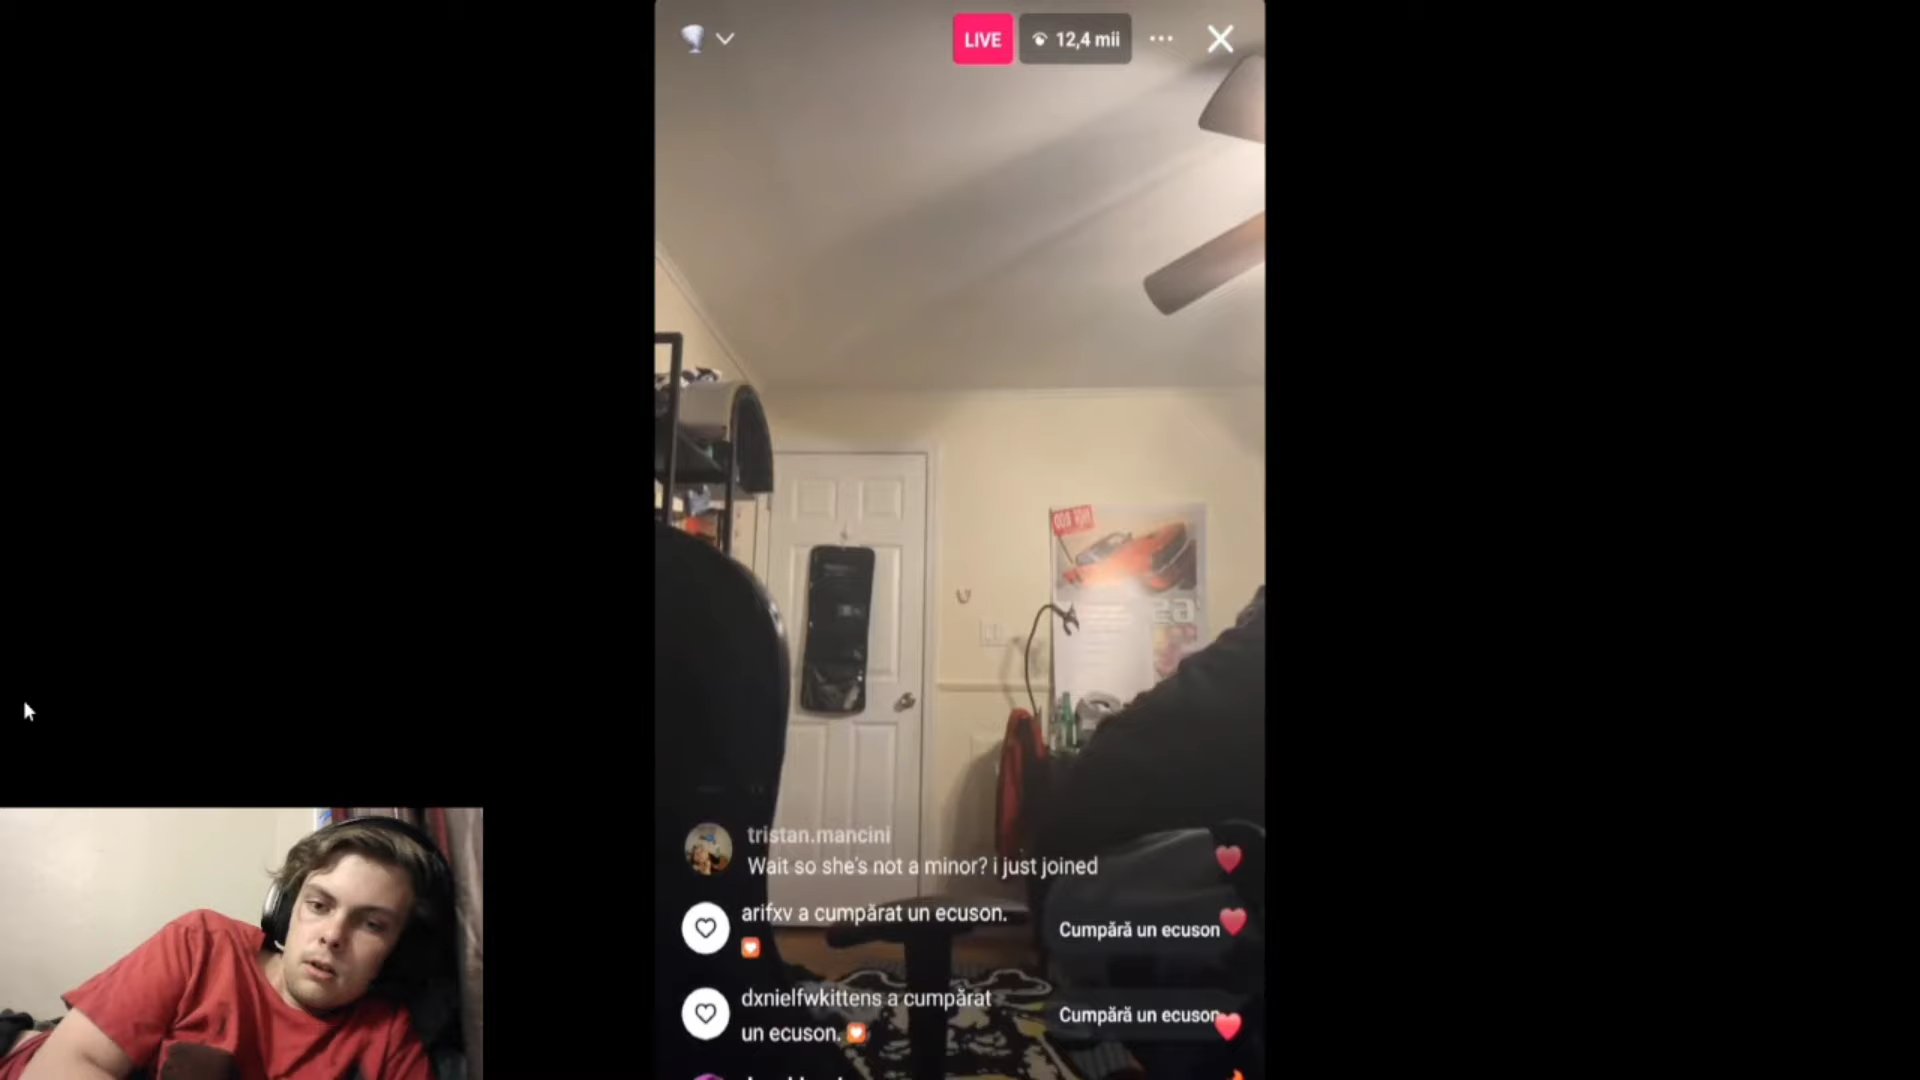 LIVE
12,4 mii
tristan.mancini
Wait so she's not a minor? i just joined
arifxv a cumpărat un ecuson.
Cumpără un ecuson
dxnielfwkittens a cumpărat
un ecuson.
Cumpără un ecuson